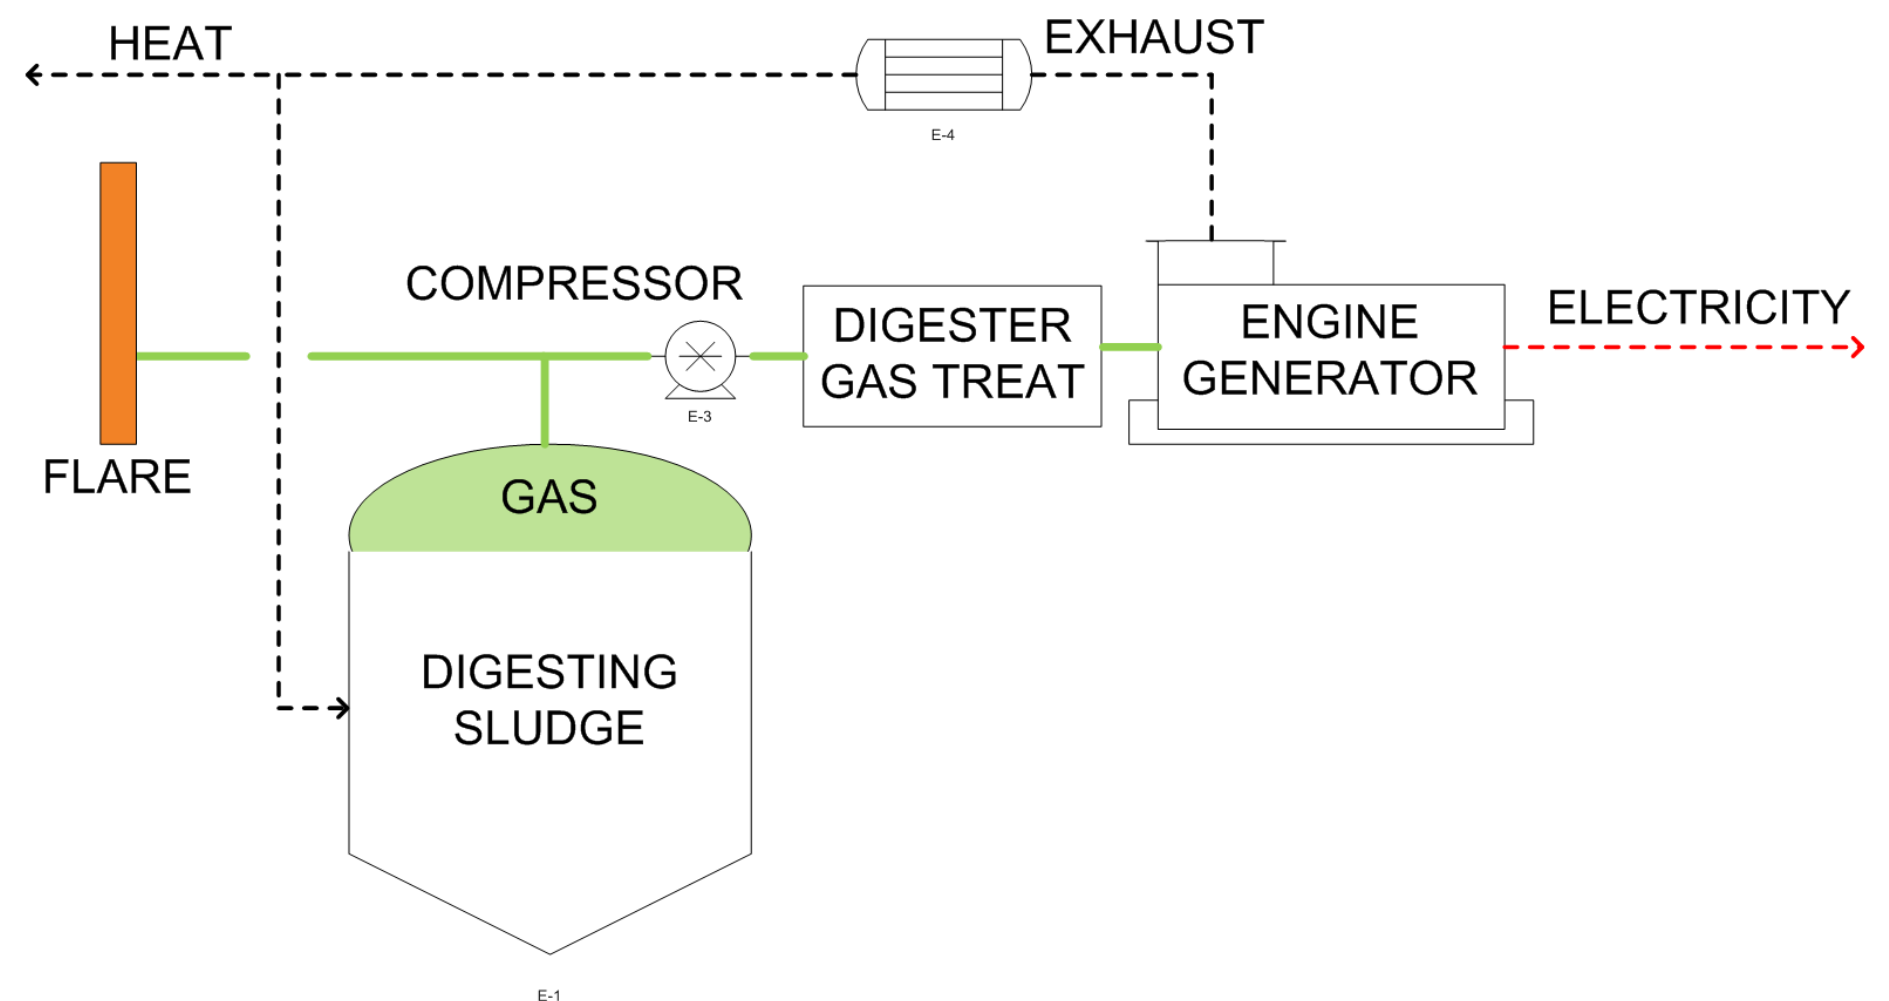 HEAT
EXHAUST
E-4
COMPRESSOR
E-3
DIGESTER
GAS TREAT
ENGINE
GENERATOR
ELECTRICITY
FLARE
GAS
DIGESTING
SLUDGE
E-1